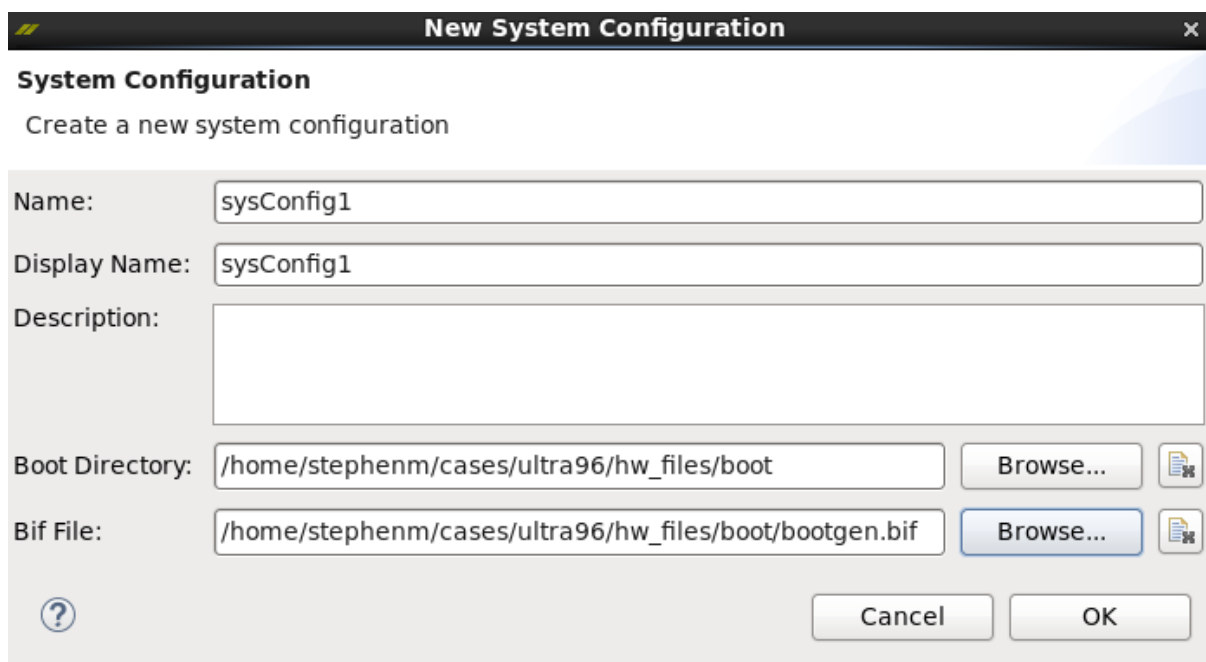 New System Configuration
System Configuration
Create a new system configuration
Name: sysConfig1
Display Name: sysConfig1
Description:
Boot Directory: /home/stephenm/cases/ultra96/hw_files/boot Browse...
Bif File: /home/stephenm/cases/ultra96/hw_files/boot/bootgen.bif Browse...
? Cancel OK